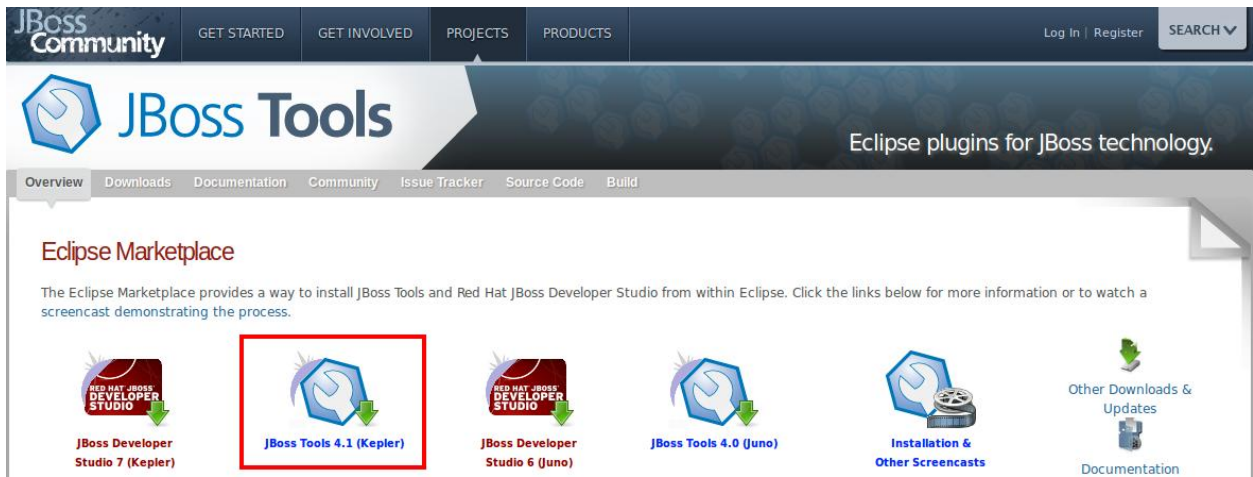 JBoss
Community
GET STARTED
GET INVOLVED
PROJECTS
PRODUCTS
Log In | Register
SEARCH
JBoss Tools
Eclipse plugins for JBoss technology.
Overview
Downloads
Documentation
Community
Issue Tracker
Source Code
Build
Eclipse Marketplace
The Eclipse Marketplace provides a way to install JBoss Tools and Red Hat JBoss Developer Studio from within Eclipse. Click the links below for more information or to watch a
screencast demonstrating the process.
RED HAT JBOSS
DEVELOPER
STUDIO
JBoss Developer
Studio 7 (Kepler)
JBoss Tools 4.1 (Kepler)
RED HAT JBOSS
DEVELOPER
STUDIO
JBoss Developer
Studio 6 (Juno)
JBoss Tools 4.0 (Juno)
Installation &
Other Screencasts
Other Downloads &
Updates
Documentation